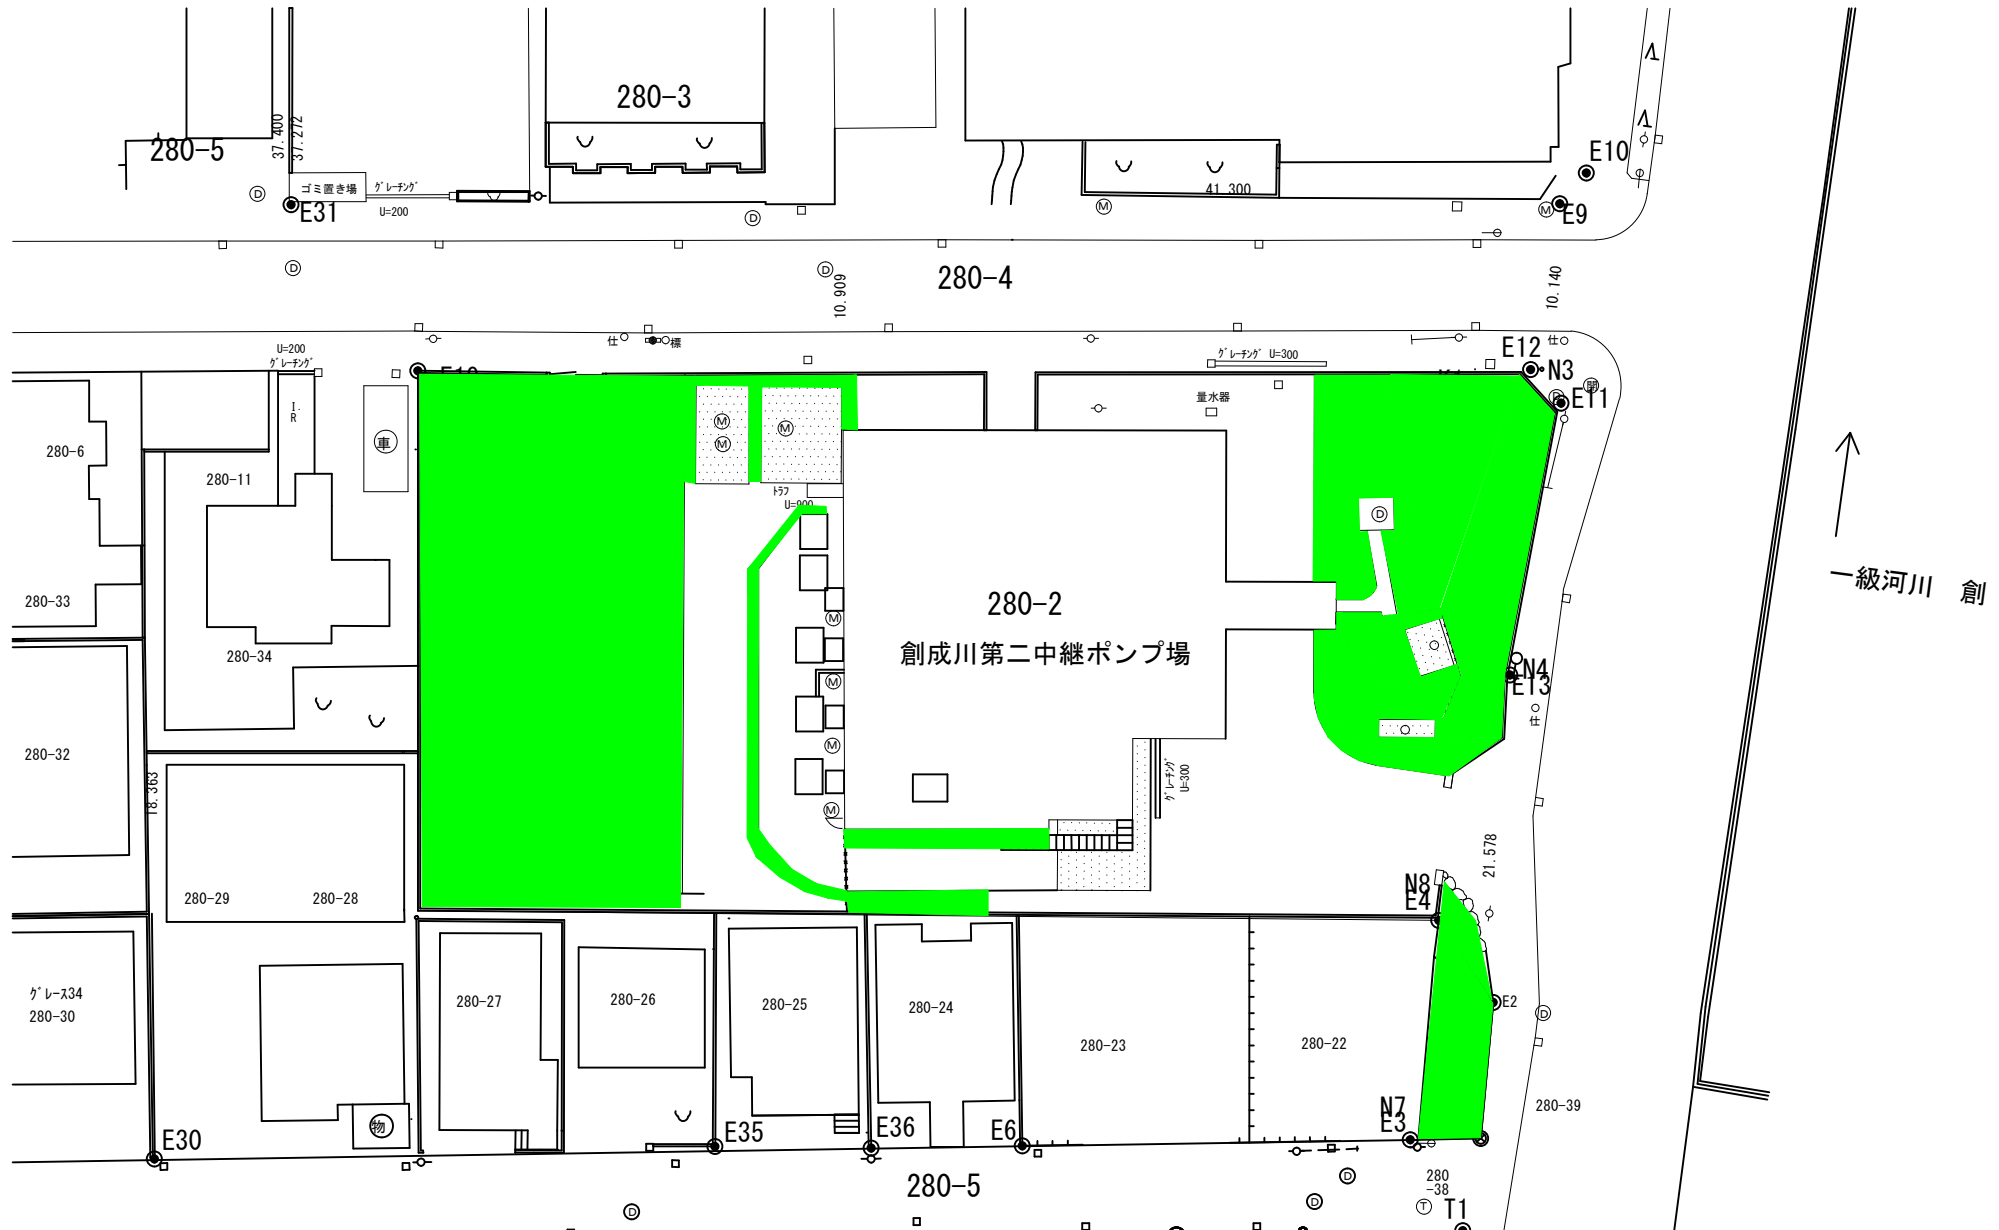 280-3
280-5
37.400
37.272
ゴミ置き場
ｸﾞﾚｰﾁﾝｸﾞ
U=200
D
E31
D
M
41.300
E10
M
E9
D
D
10.909
280-4
10.140
U=200
ｸﾞﾚｰﾁﾝｸﾞ
仕
標
ｸﾞﾚｰﾁﾝｸﾞ U=300
E12
仕
N3
E11
量水器
I.
R
車
M
M
M
280-6
280-11
ﾄﾗﾌ
D
280-33
280-34
M
280-2
創成川第二中継ポンプ場
一級河川 創
M
N4
E13
仕
280-32
18.363
M
M
ｸﾞﾚｰﾁﾝｸﾞ
U=300
21.578
280-29
280-28
N8
E4
ｸﾞﾚｰｽ34
280-30
280-27
280-26
280-25
280-24
280-23
280-22
E2
D
物
E30
E35
E36
E6
N7
E3
280-39
280-5
280
-38
D
D
D
T
T1